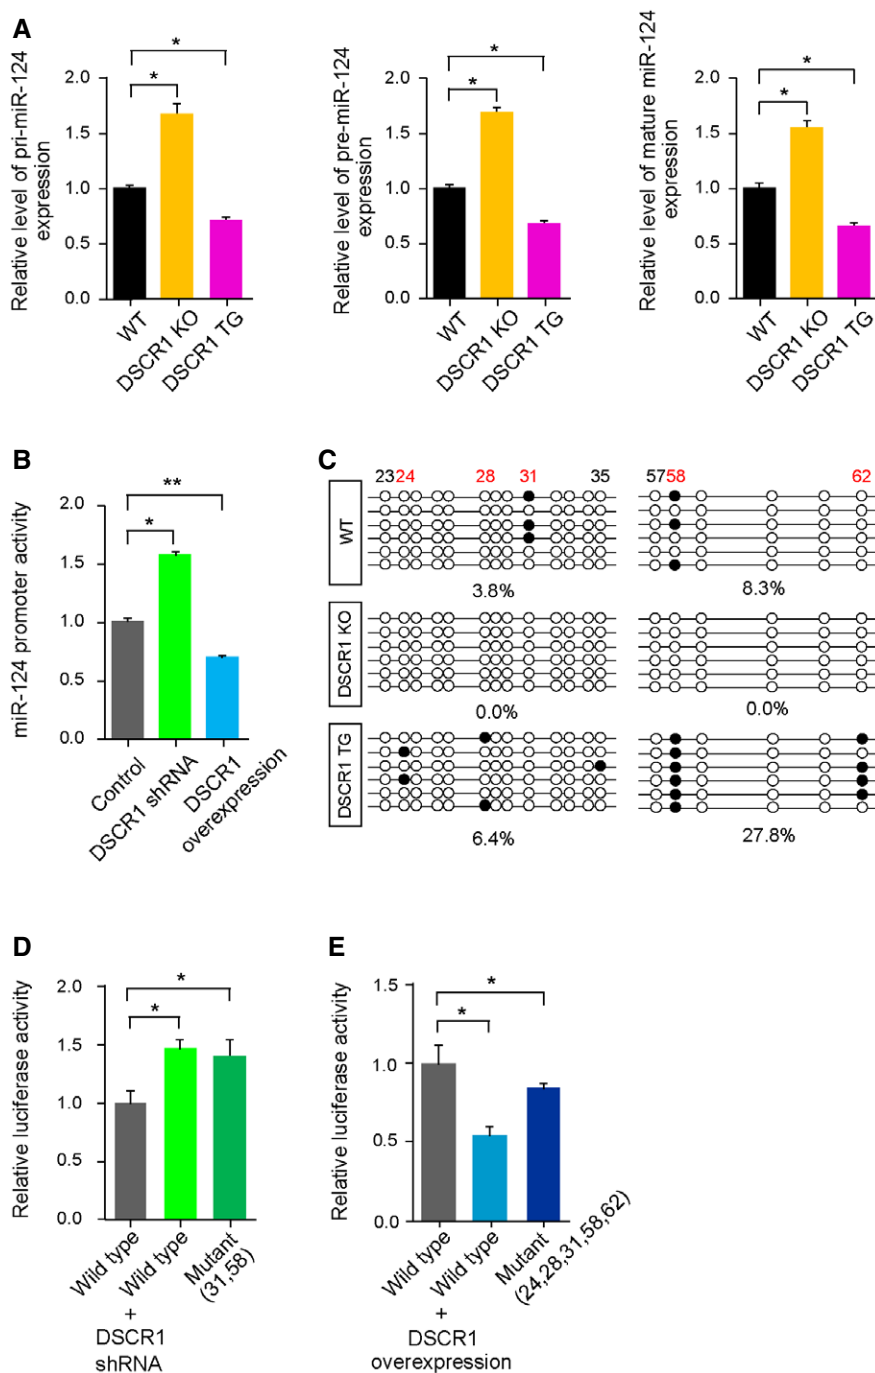 A
Relative level of pri-miR-124
expression
2.0
1.5
1.0
0.5
0.0
*
*
WT
DSCR1 KO
DSCR1 TG
Relative level of pre-miR-124
expression
2.0
1.5
1.0
0.5
0.0
*
*
WT
DSCR1 KO
DSCR1 TG
Relative level of mature miR-124
expression
2.0
1.5
1.0
0.5
0.0
*
*
WT
DSCR1 KO
DSCR1 TG
B
miR-124 promoter activity
2.0
1.5
1.0
0.5
0.0
**
*
Control
DSCR1 shRNA
DSCR1
overexpression
C
23 24 28 31 35 57 58 62
WT
3.8% 8.3%
DSCR1 KO
0.0% 0.0%
DSCR1 TG
6.4% 27.8%
D
Relative luciferase activity
2.0
1.5
1.0
0.5
0.0
*
*
Wild type
Wild type
Mutant
(31,58)
+
DSCR1
shRNA
E
Relative luciferase activity
1.5
1.0
0.5
0.0
*
*
Wild type
Wild type
Mutant
(24,28,31,58,62)
+
DSCR1
overexpression